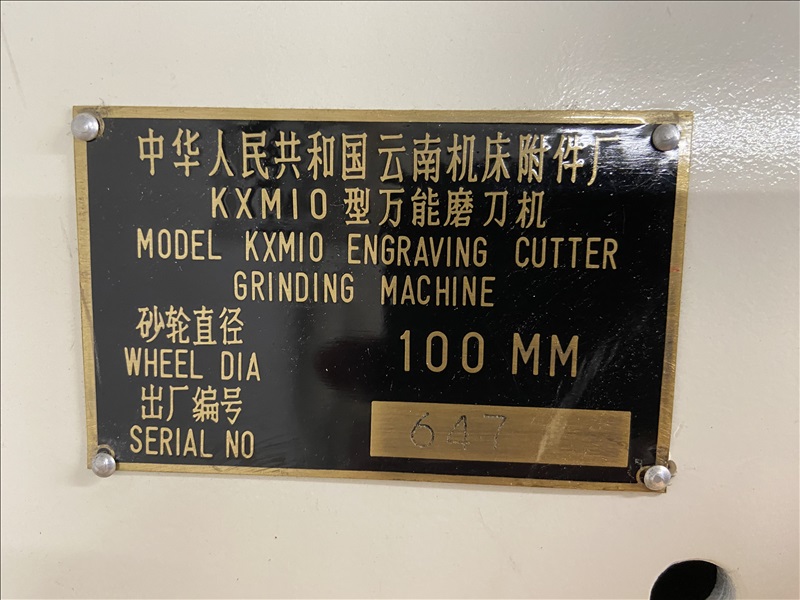 中华人民共和国云南机床附件厂
KXM10 型万能磨刀机
MODEL KXM10 ENGRAVING CUTTER
GRINDING MACHINE
砂轮直径
WHEEL DIA 100 MM
出厂编号
SERIAL NO 647